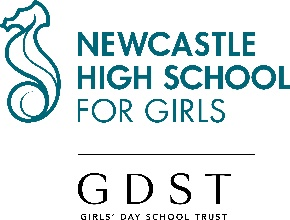 NEWCASTLE
HIGH SCHOOL
FOR GIRLS
GDST
GIRLS' DAY SCHOOL TRUST